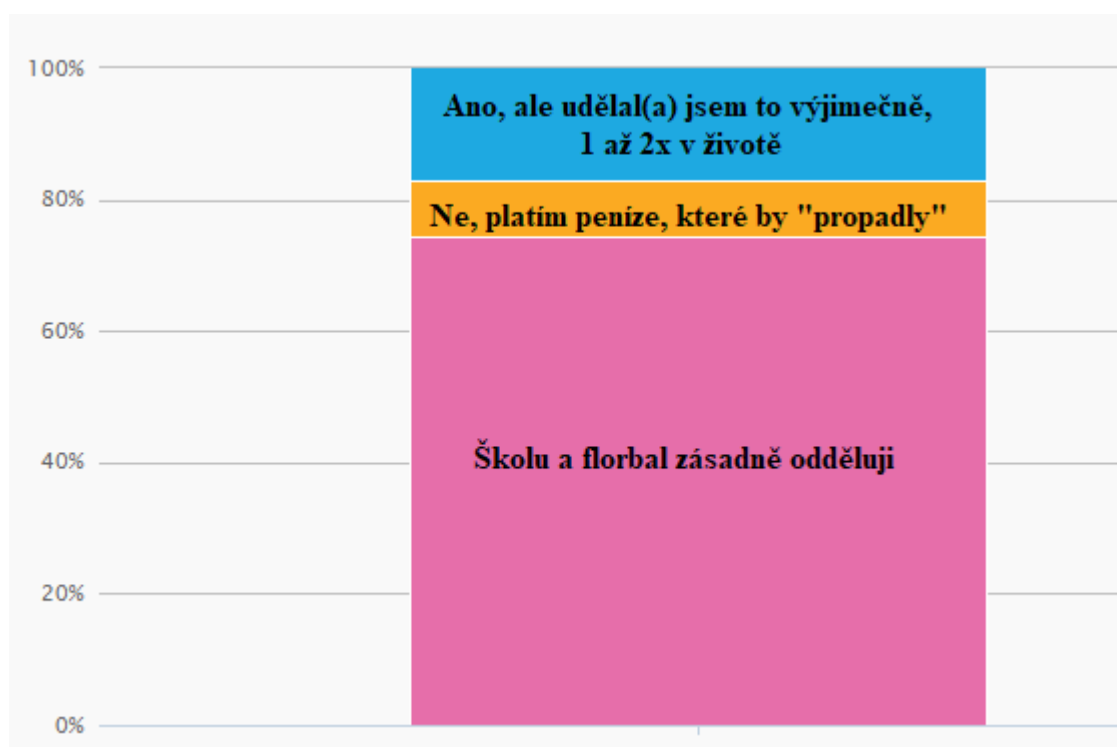 100%
Ano, ale udělal(a) jsem to výjimečně,
1 až 2x v životě
80%
Ne, platím peníze, které by "propadly"
60%
40%
Školu a florbal zásadně odděluji
20%
0%